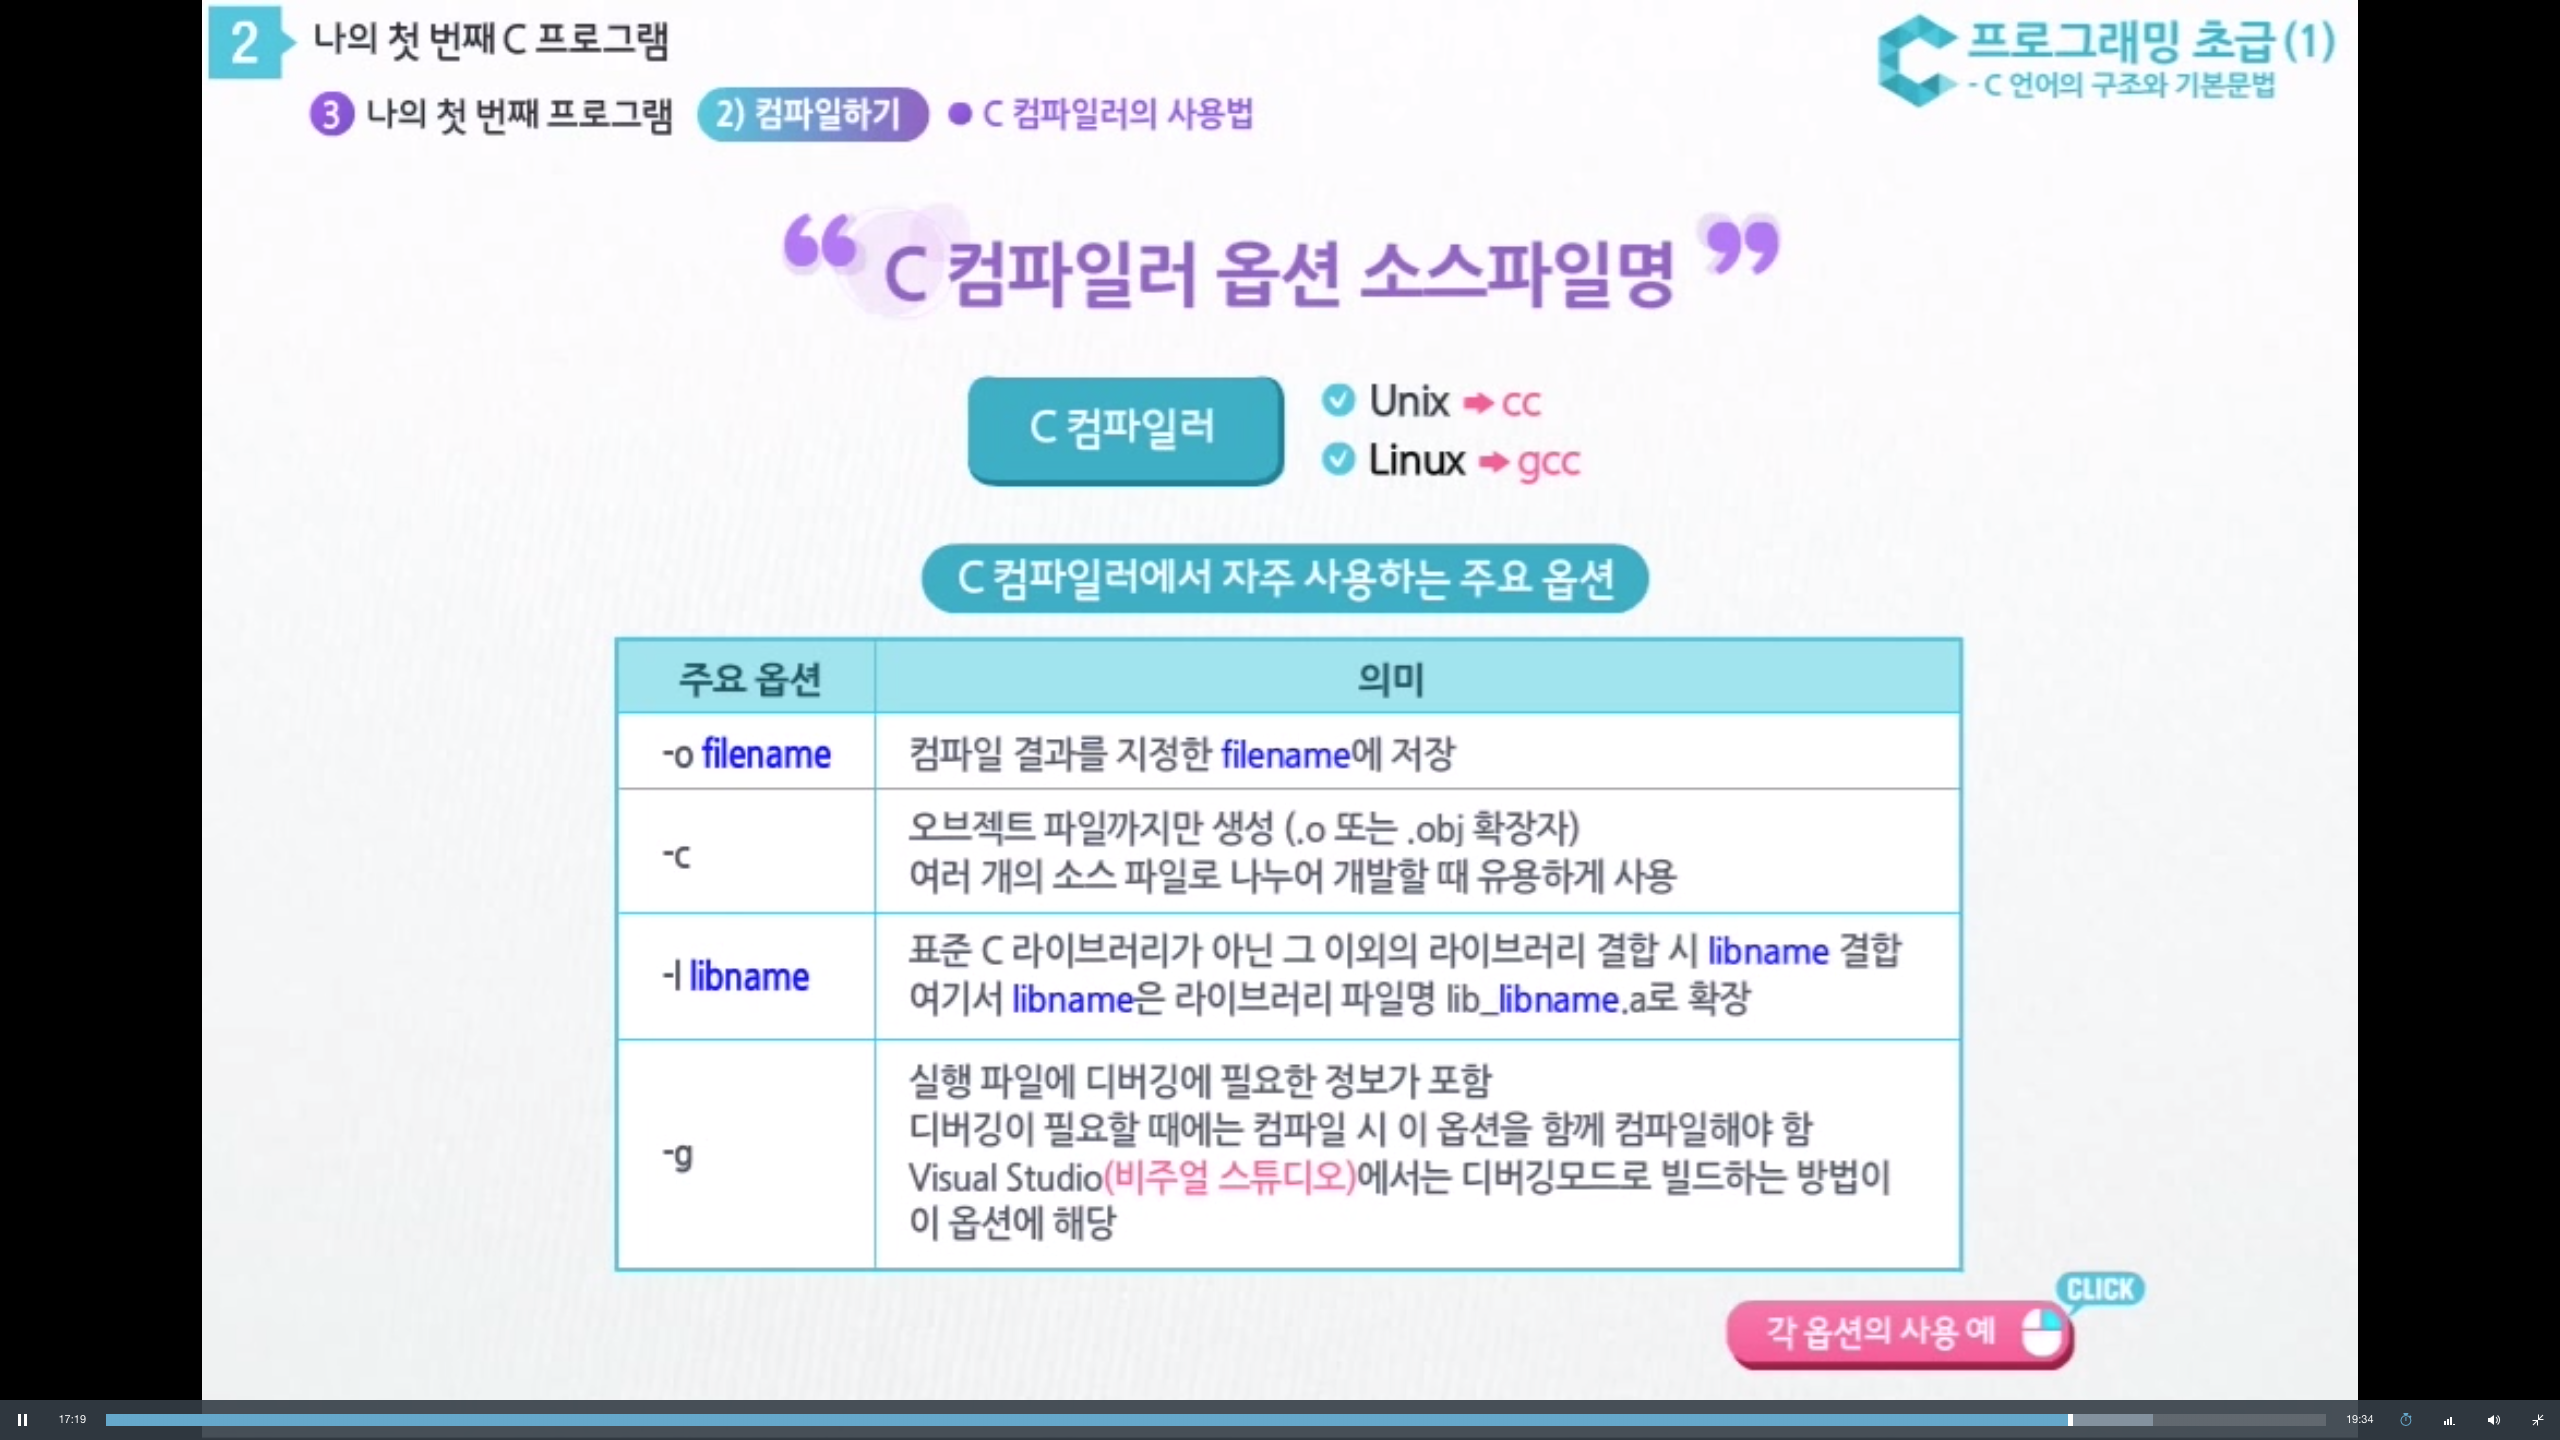 2 나의 첫 번째 C 프로그램
프로그래밍 초급(1)
- C 언어의 구조와 기본문법
3 나의 첫 번째 프로그램 2) 컴파일하기 ● C 컴파일러의 사용법
“ C 컴파일러 옵션 소스파일명 ”
C 컴파일러
Unix ➡ cc
Linux ➡ gcc
C 컴파일러에서 자주 사용하는 주요 옵션
주요 옵션 의미
-o filename 컴파일 결과를 지정한 filename에 저장
-c 오브젝트 파일까지만 생성 (.o 또는 .obj 확장자)
여러 개의 소스 파일로 나누어 개발할 때 유용하게 사용
-l libname 표준 C 라이브러리가 아닌 그 이외의 라이브러리 결합 시 libname 결합
여기서 libname은 라이브러리 파일명 lib_libname.a로 확장
-g 실행 파일에 디버깅에 필요한 정보가 포함
디버깅이 필요할 때에는 컴파일 시 이 옵션을 함께 컴파일해야 함
Visual Studio(비주얼 스튜디오)에서는 디버깅모드로 빌드하는 방법이
이 옵션에 해당
CLICK
각 옵션의 사용 예
17:19
19:34